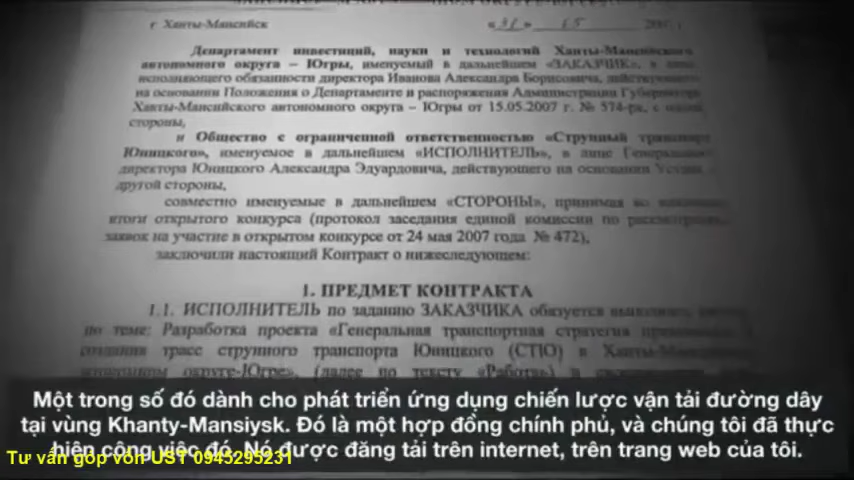 г Ханты-Мансийск
Департамент инвестиций, науки и технологий Ханты-Мансийского
автономного округа – Югры, именуемый в дальнейшем «ЗАКАЗЧИК», в лице
исполняющего обязанности директора Иванова Александра Борисовича, действующего
на основании Положения о Департаменте и распоряжения Администрации Губернатора
Ханты-Мансийского автономного округа – Югры от 15.05.2007 г. № 574-ра, с одной
стороны,
и Общество с ограниченной ответственностью «Струнный транспорт
Юницкого», именуемое в дальнейшем «ИСПОЛНИТЕЛЬ», в лице Генерального
директора Юницкого Александра Эдуардовича, действующего на основании Устава, с
другой стороны,
совместно именуемые в дальнейшем «СТОРОНЫ», принимая во внимание
итоги открытого конкурса (протокол заседания единой комиссии по рассмотрению
заявок на участие в открытом конкурсе от 24 мая 2007 года № 472),
заключили настоящий Контракт о нижеследующем:
1. ПРЕДМЕТ КОНТРАКТА
1.1. ИСПОЛНИТЕЛЬ по заданию ЗАКАЗЧИКА обязуется выполнить
по теме: Разработка проекта «Генеральная транспортная стратегия применения
создания трасс струнного транспорта Юницкого (СТЮ) в Ханты-Мансийском
автономном округе-Югре», (далее по тексту «Работа») в
Một trong số đó dành cho phát triển ứng dụng chiến lược vận tải đường dây
tại vùng Khanty-Mansiysk. Đó là một hợp đồng chính phủ, và chúng tôi đã thực
hiện công việc đó. Nó được đăng tải trên internet, trên trang web của tôi.
Tư vấn góp vốn UST 0945295231